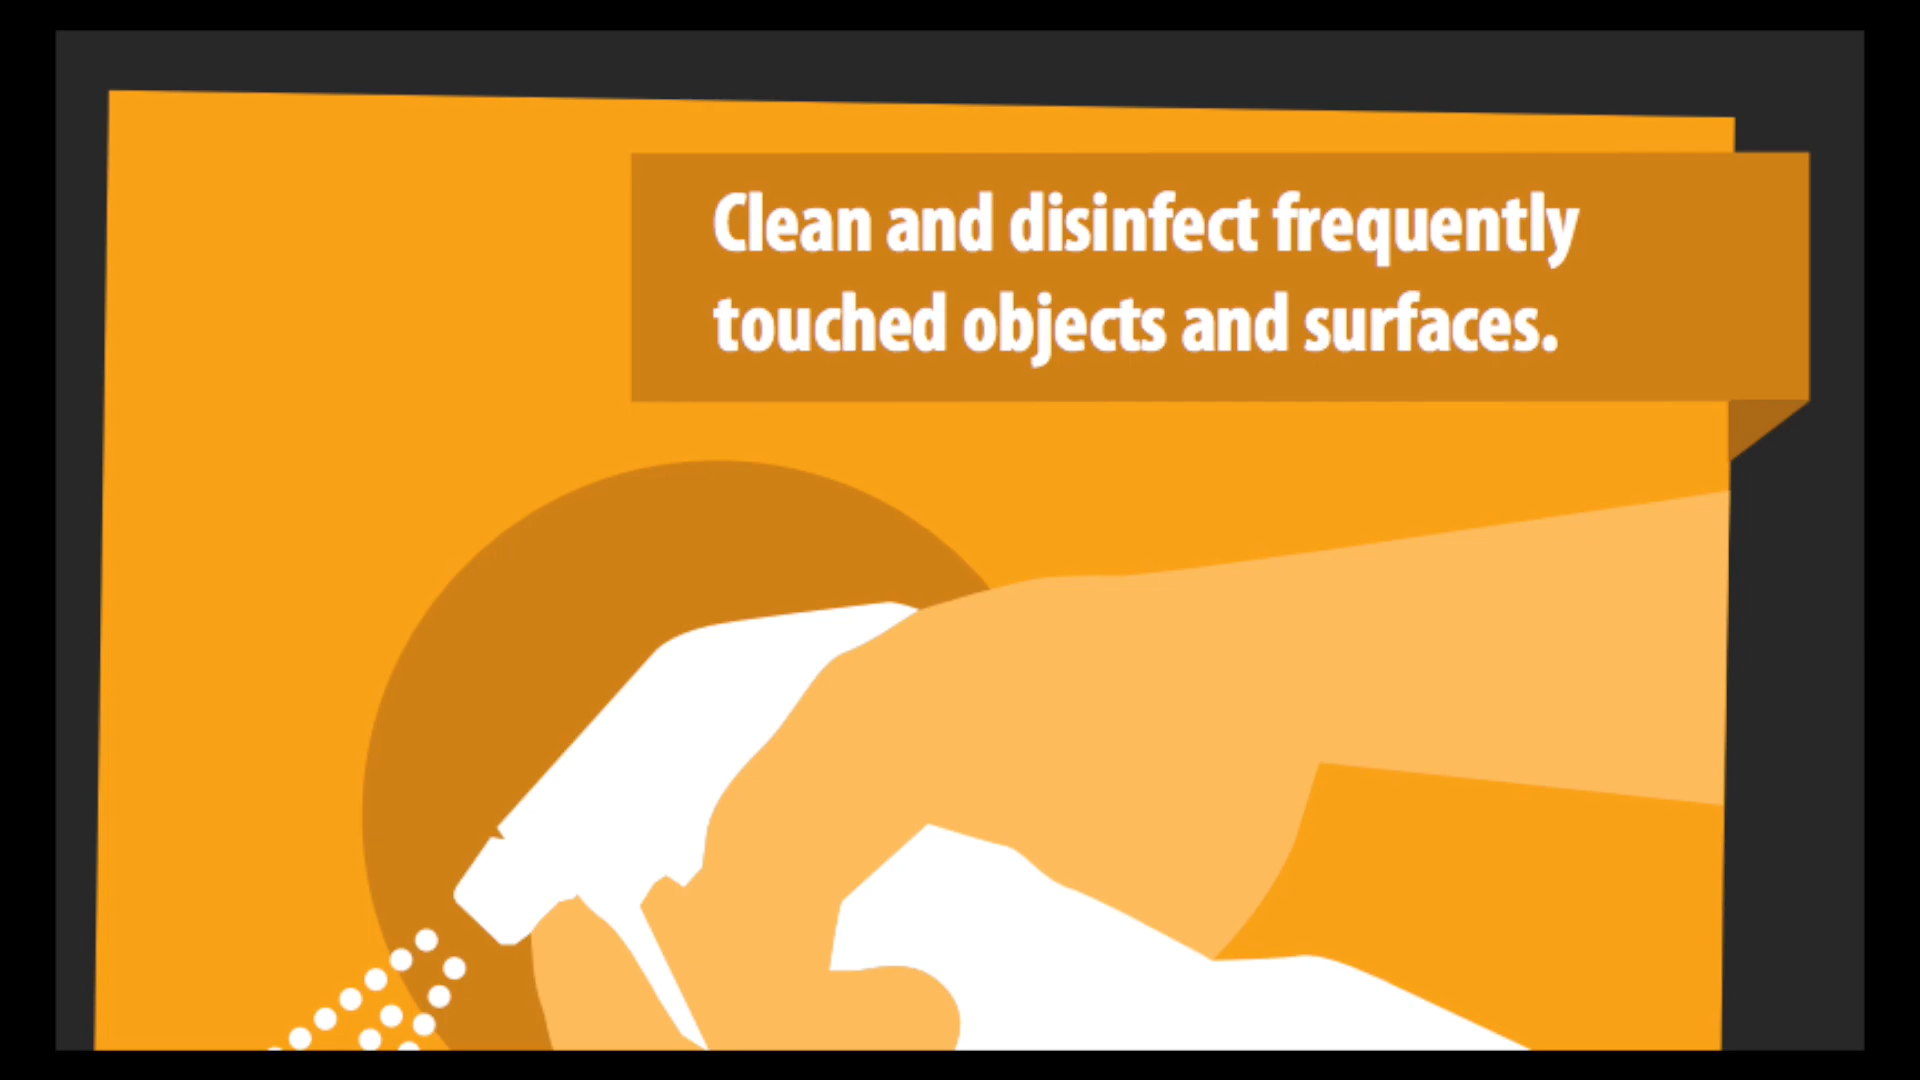 Clean and disinfect frequently
touched objects and surfaces.